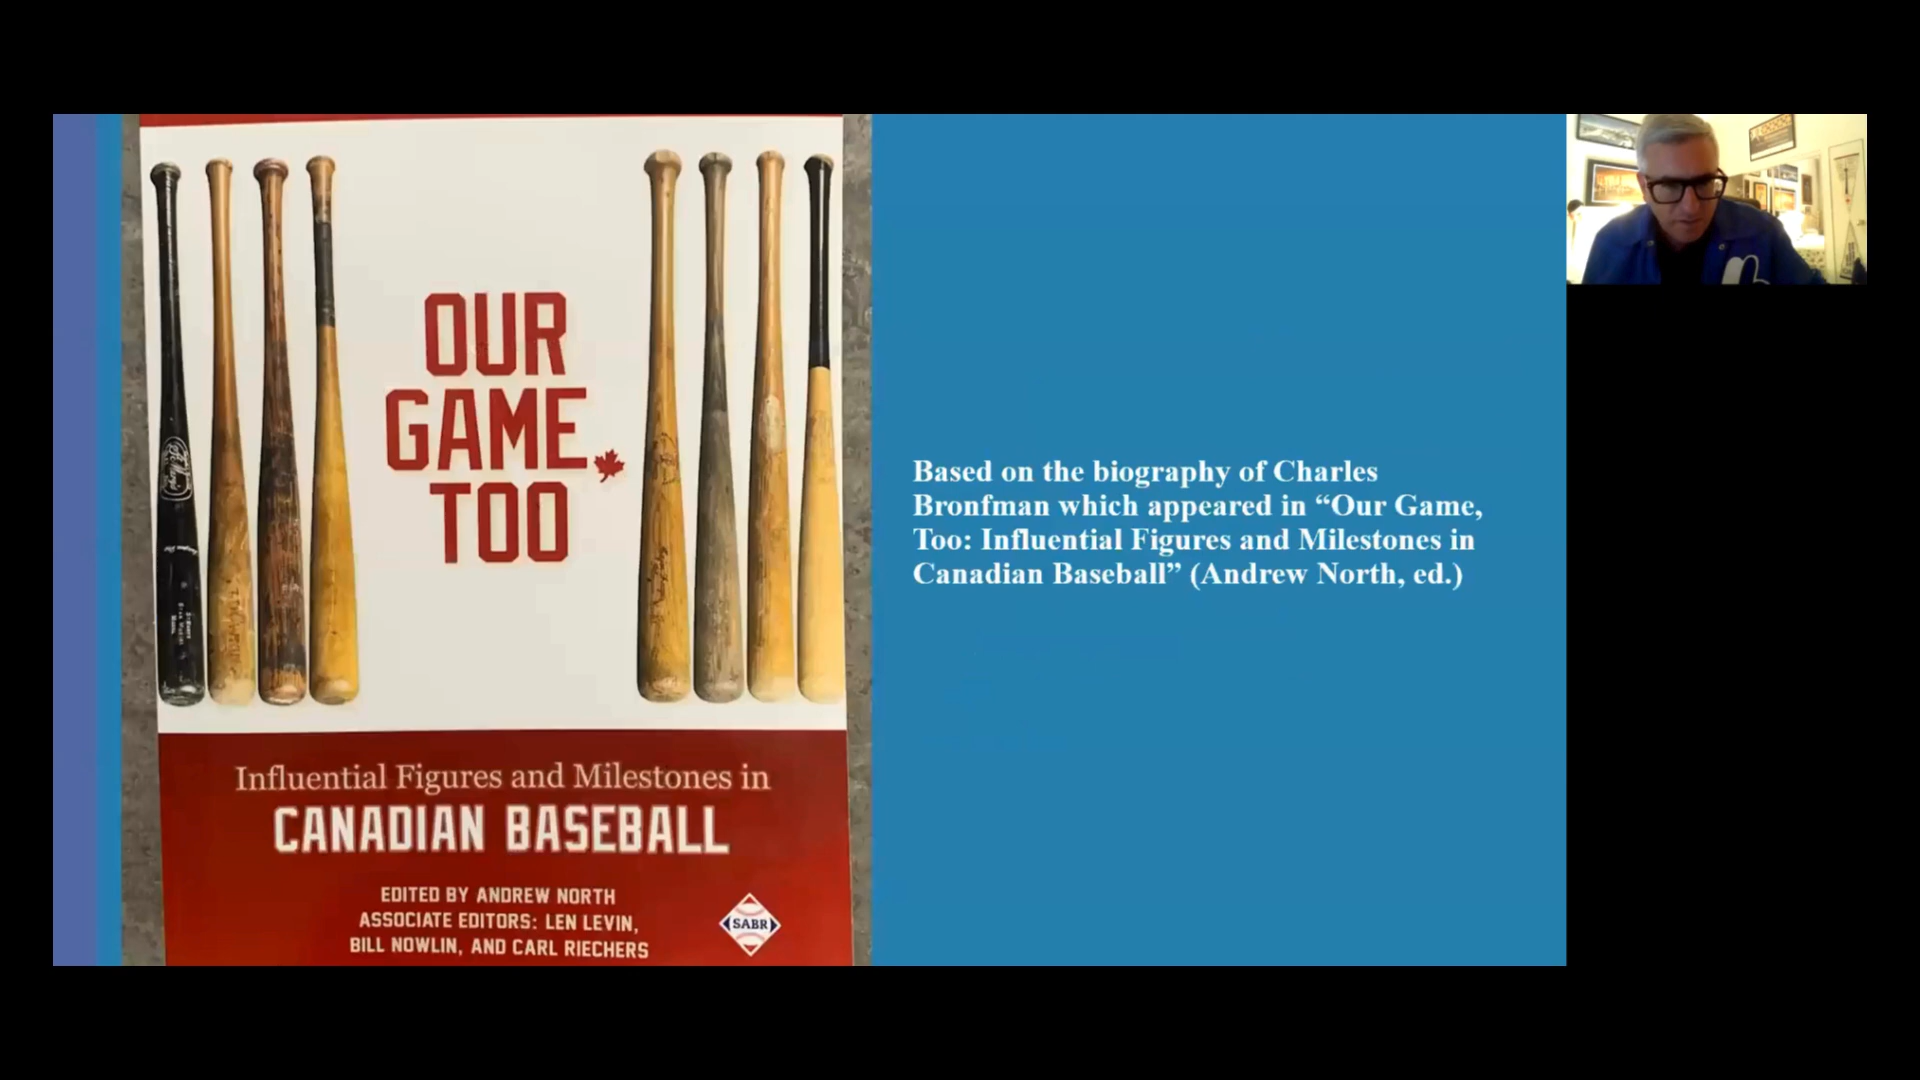 OUR
GAME,
TOO
Influential Figures and Milestones in
CANADIAN BASEBALL
EDITED BY ANDREW NORTH
ASSOCIATE EDITORS: LEN LEVIN,
BILL NOWLIN, AND CARL RIECHERS
SABR
Based on the biography of Charles
Bronfman which appeared in “Our Game,
Too: Influential Figures and Milestones in
Canadian Baseball” (Andrew North, ed.)